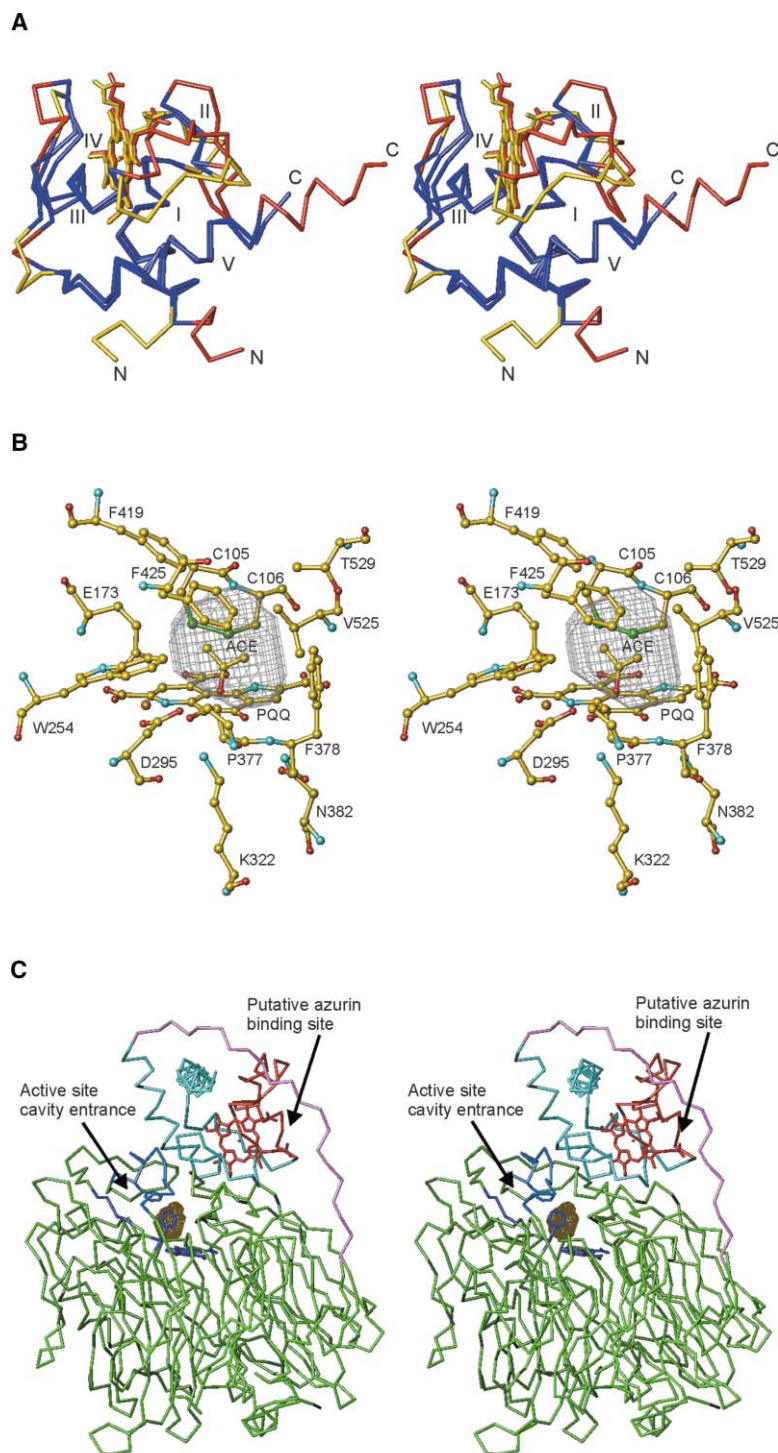 A
II
IV
C
C
III
I
V
N
N
II
IV
C
C
III
I
V
N
N
B
F419
C105
T529
F425
C106
E173
V525
ACE
W254
PQQ
D295
P377
F378
N382
K322
F419
C105
T529
F425
C106
E173
V525
ACE
W254
PQQ
D295
P377
F378
N382
K322
C
Putative azurin
binding site
Active site
cavity entrance
Putative azurin
binding site
Active site
cavity entrance